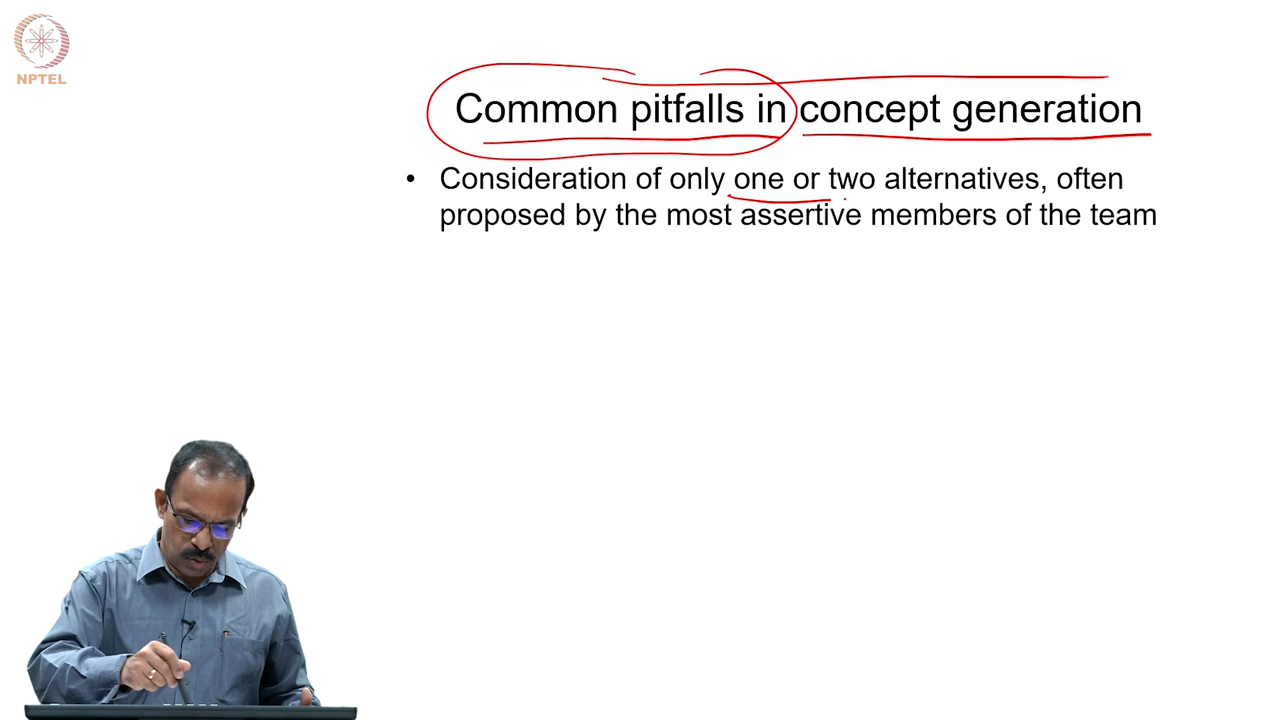 NPTEL
Common pitfalls in concept generation
• Consideration of only one or two alternatives, often
proposed by the most assertive members of the team